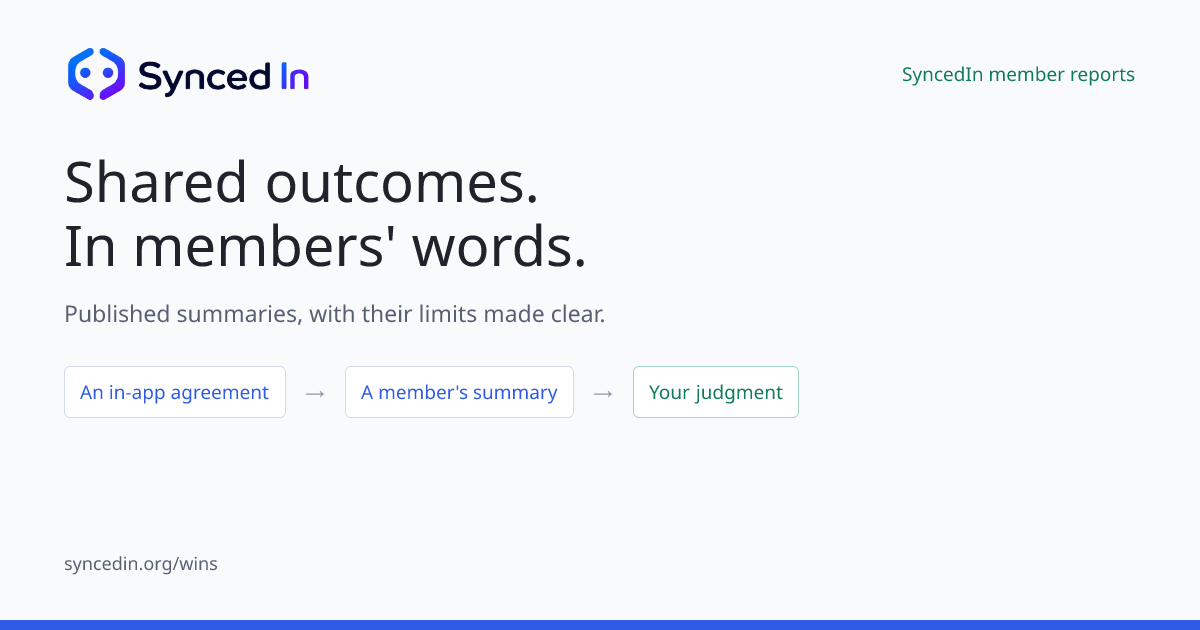 Synced In
SyncedIn member reports
Shared outcomes.
In members' words.
Published summaries, with their limits made clear.
An in-app agreement → A member's summary → Your judgment
syncedin.org/wins